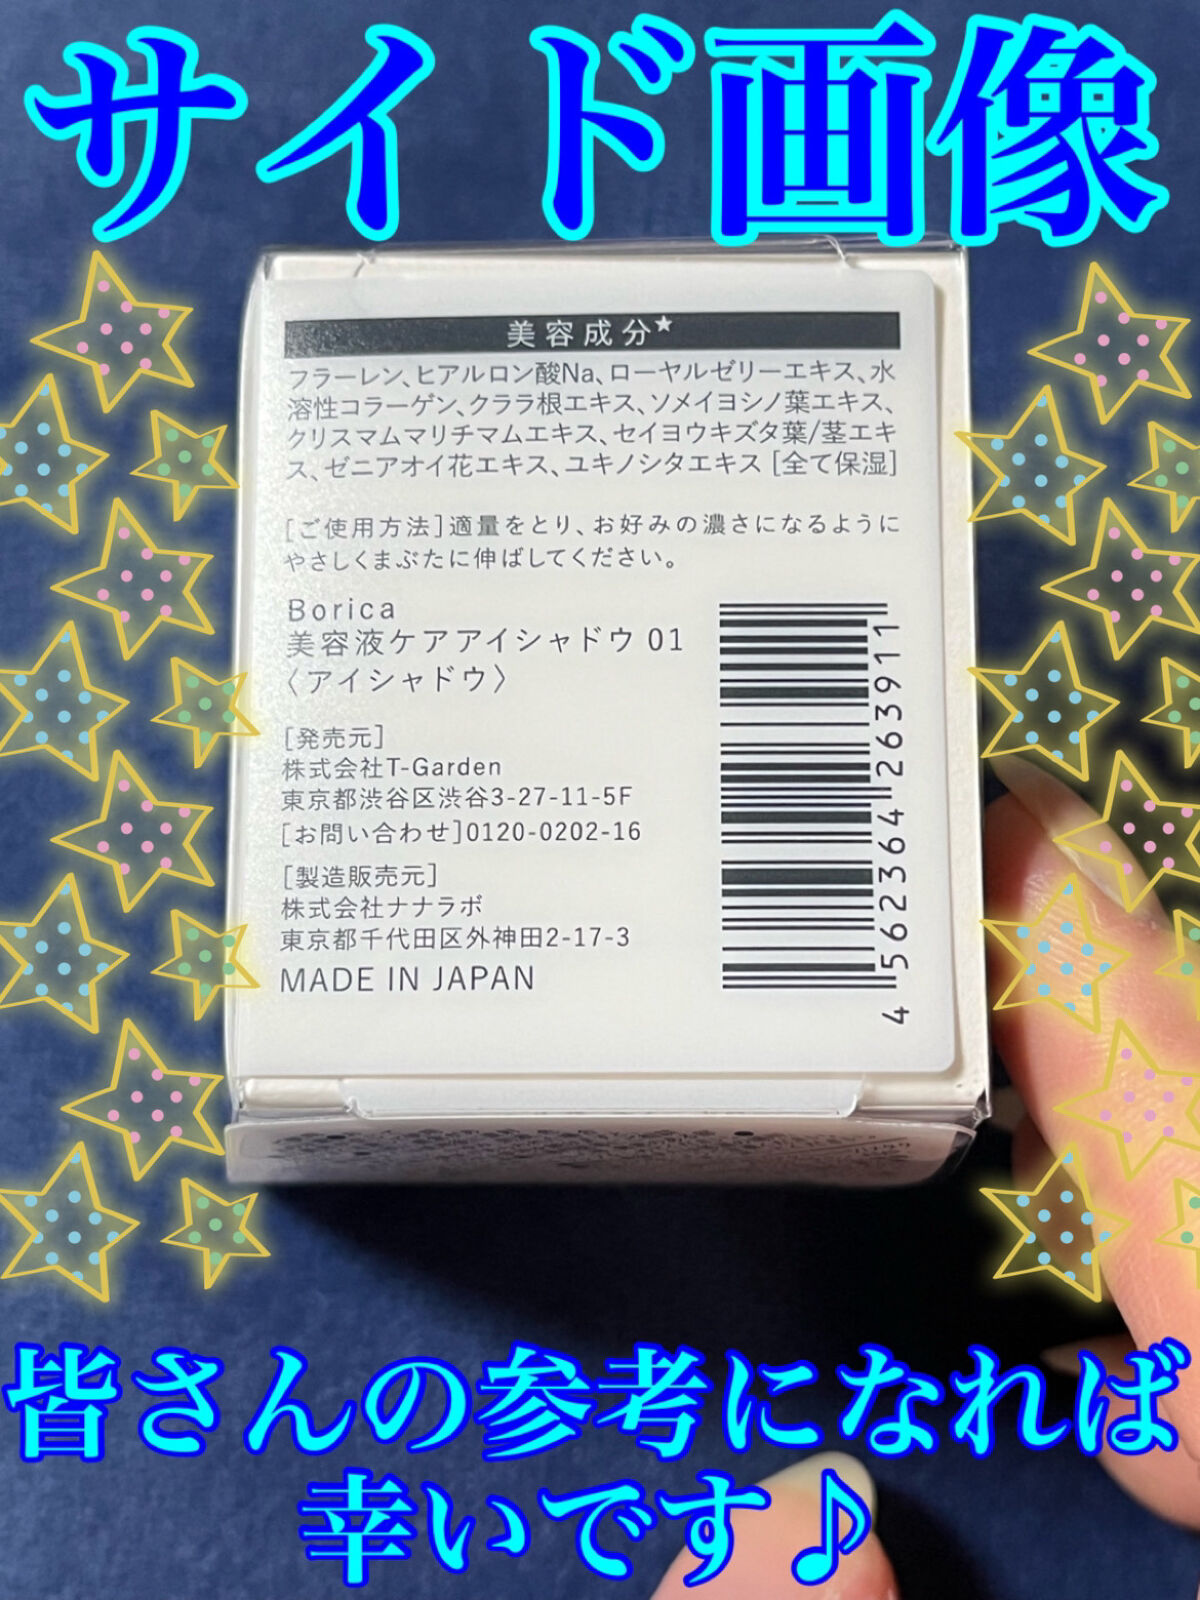 サイド画像
美容成分★
フラーレン、ヒアルロン酸Na、ローヤルゼリーエキス、水
溶性コラーゲン、クララ根エキス、ソメイヨシノ葉エキス、
クリスマムマリチマムエキス、セイヨウキズタ葉/茎エキ
ス、ゼニアオイ花エキス、ユキノシタエキス [全て保湿]
[ご使用方法]適量をとり、お好みの濃さになるように
やさしくまぶたに伸ばしてください。
Borica
美容液ケアアイシャドウ 01
〈アイシャドウ〉
[発売元]
株式会社T-Garden
東京都渋谷区渋谷3-27-11-5F
[お問い合わせ]0120-0202-16
[製造販売元]
株式会社ナナラボ
東京都千代田区外神田2-17-3
MADE IN JAPAN
4 562364 263911
皆さんの参考になれば
幸いです♪